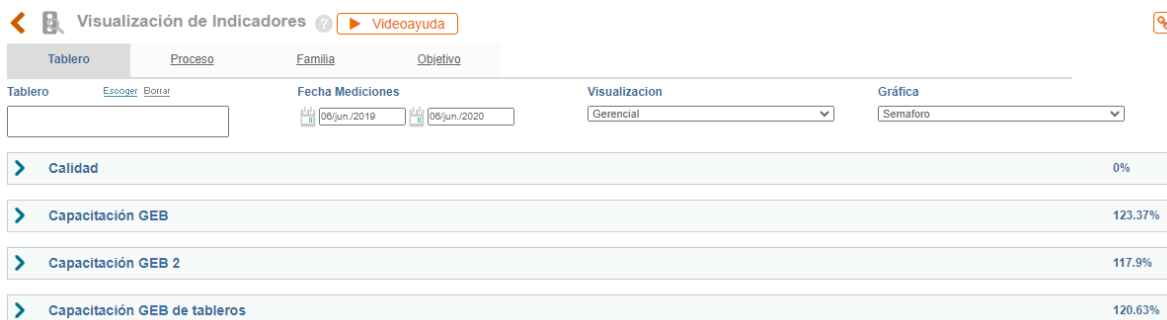 Visualización de Indicadores ? Videoayuda
Tablero Proceso Familia Objetivo
Tablero Escoger Borrar Fecha Mediciones Visualizacion Gráfica
06/jun./2019 06/jun./2020 Gerencial Semaforo
Calidad 0%
Capacitación GEB 123.37%
Capacitación GEB 2 117.9%
Capacitación GEB de tableros 120.63%